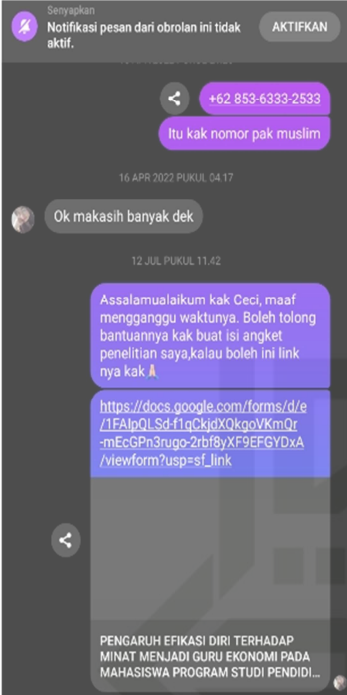 Senyapkan
Notifikasi pesan dari obrolan ini tidak
aktif.
AKTIFKAN
+62 853-6333-2533
Itu kak nomor pak muslim
16 APR 2022 PUKUL 04.17
Ok makasih banyak dek
12 JUL PUKUL 11.42
Assalamualaikum kak Ceci, maaf
mengganggu waktunya. Boleh tolong
bantuannya kak buat isi angket
penelitian saya,kalau boleh ini link
nya kak🙏🏻
https://docs.google.com/forms/d/e
/1FAIpQLSd-f1qCkjdXQkgoVKmQr
-mEcGPn3rugo-2rbf8yXF9EFGYDxA
/viewform?usp=sf_link
PENGARUH EFIKASI DIRI TERHADAP
MINAT MENJADI GURU EKONOMI PADA
MAHASISWA PROGRAM STUDI PENDIDI...